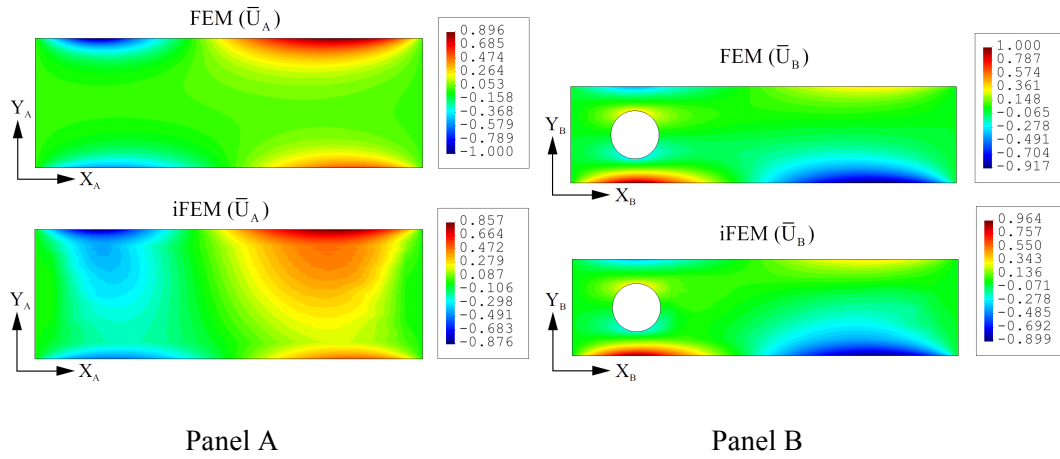 FEM (U̅_A)
0.896
0.685
0.474
0.264
0.053
-0.158
-0.368
-0.579
-0.789
-1.000
Y_A
X_A
iFEM (U̅_A)
0.857
0.664
0.472
0.279
0.087
-0.106
-0.298
-0.491
-0.683
-0.876
Y_A
X_A
Panel A
FEM (U̅_B)
1.000
0.787
0.574
0.361
0.148
-0.065
-0.278
-0.491
-0.704
-0.917
Y_B
X_B
iFEM (U̅_B)
0.964
0.757
0.550
0.343
0.136
-0.071
-0.278
-0.485
-0.692
-0.899
Y_B
X_B
Panel B